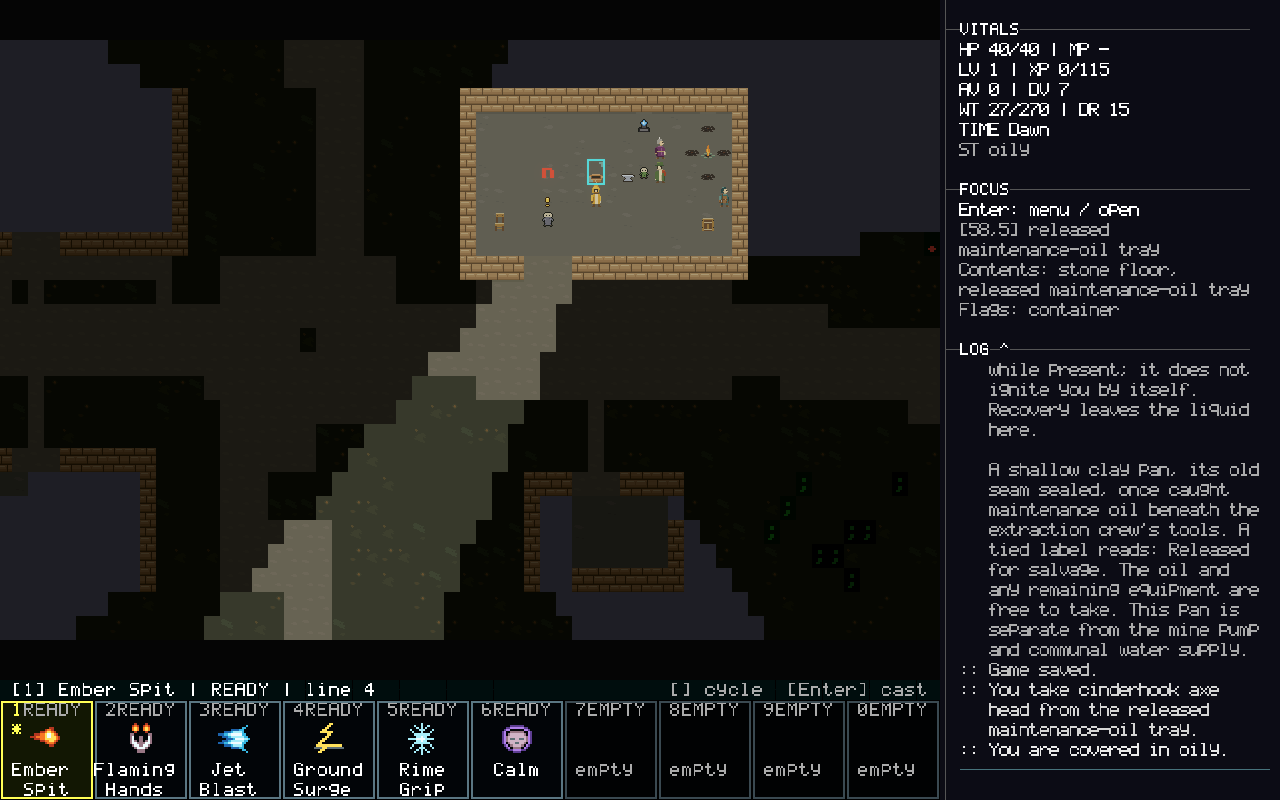 VITALS
HP 40/40 | MP -
LV 1 | XP 0/115
AV 0 | DV 7
WT 27/270 | DR 15
TIME Dawn
ST oily
FOCUS
Enter: menu / open
[58.5] released
maintenance-oil tray
Contents: stone floor,
released maintenance-oil tray
Flags: container
LOG ^
while present; it does not
ignite you by itself.
Recovery leaves the liquid
here.
A shallow clay pan, its old
seam sealed, once caught
maintenance oil beneath the
extraction crew's tools. A
tied label reads: Released
for salvage. The oil and
any remaining equipment are
free to take. This pan is
separate from the mine pump
and communal water supply.
:: Game saved.
:: You take cinderhook axe
head from the released
maintenance-oil tray.
:: You are covered in oily.
n
[1] Ember Spit | READY | line 4
[] cycle [Enter] cast
1READY 2READY 3READY 4READY 5READY 6READY 7EMPTY 8EMPTY 9EMPTY 0EMPTY
*
Ember Flaming Jet Ground Rime Calm empty empty empty empty
Spit Hands Blast Surge Grip